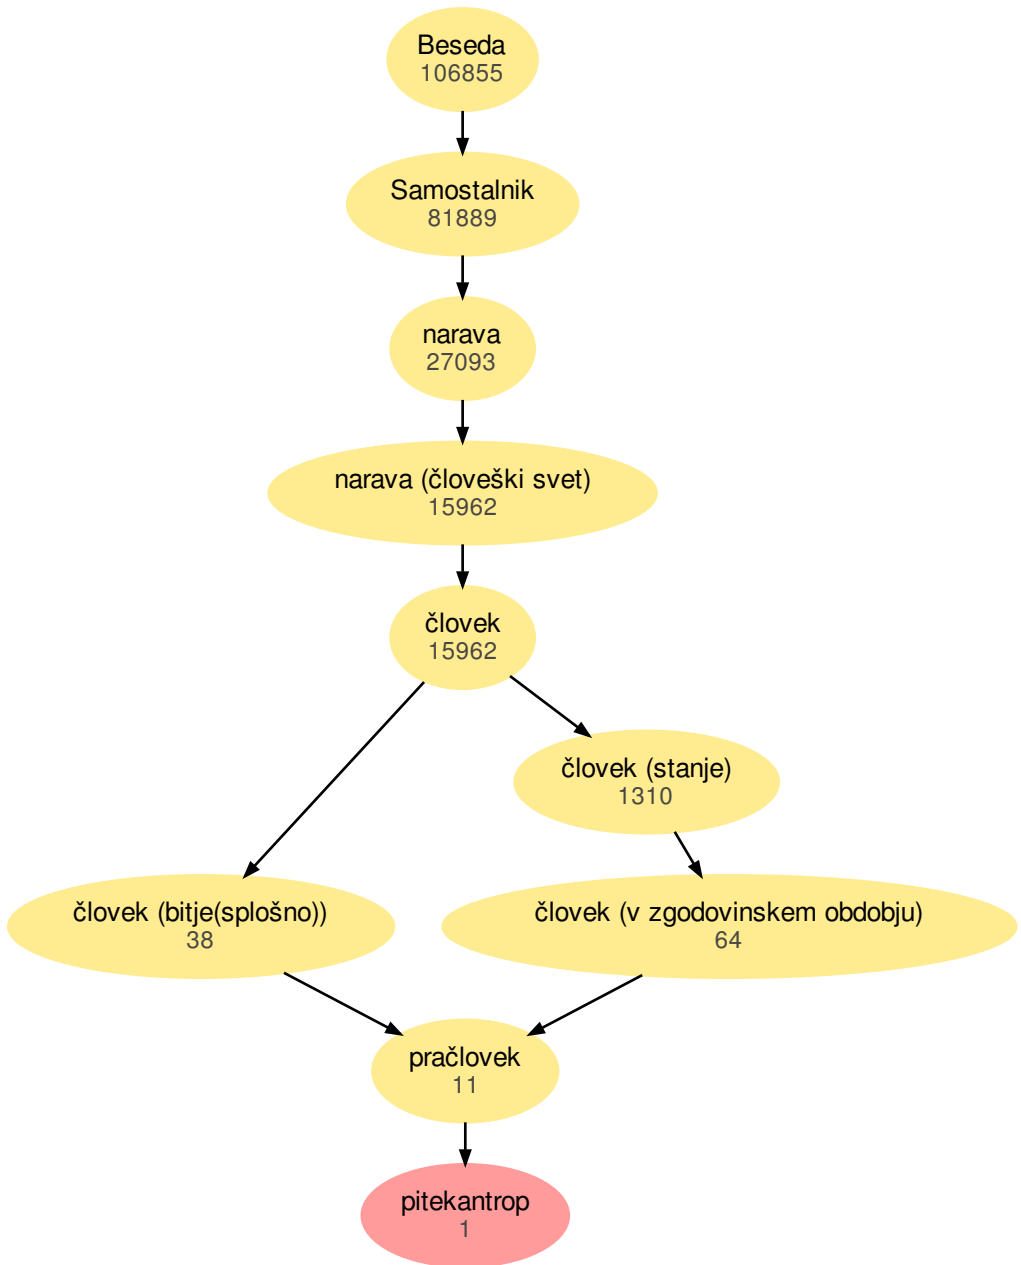 Beseda
106855
Samostalnik
81889
narava
27093
narava (človeški svet)
15962
človek
15962
človek (stanje)
1310
človek (bitje(splošno))
38
človek (v zgodovinskem obdobju)
64
pračlovek
11
pitekantrop
1